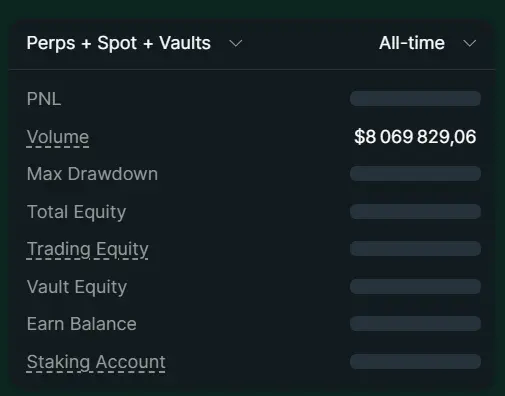 Perps + Spot + Vaults All-time
PNL
Volume $8 069 829,06
Max Drawdown
Total Equity
Trading Equity
Vault Equity
Earn Balance
Staking Account